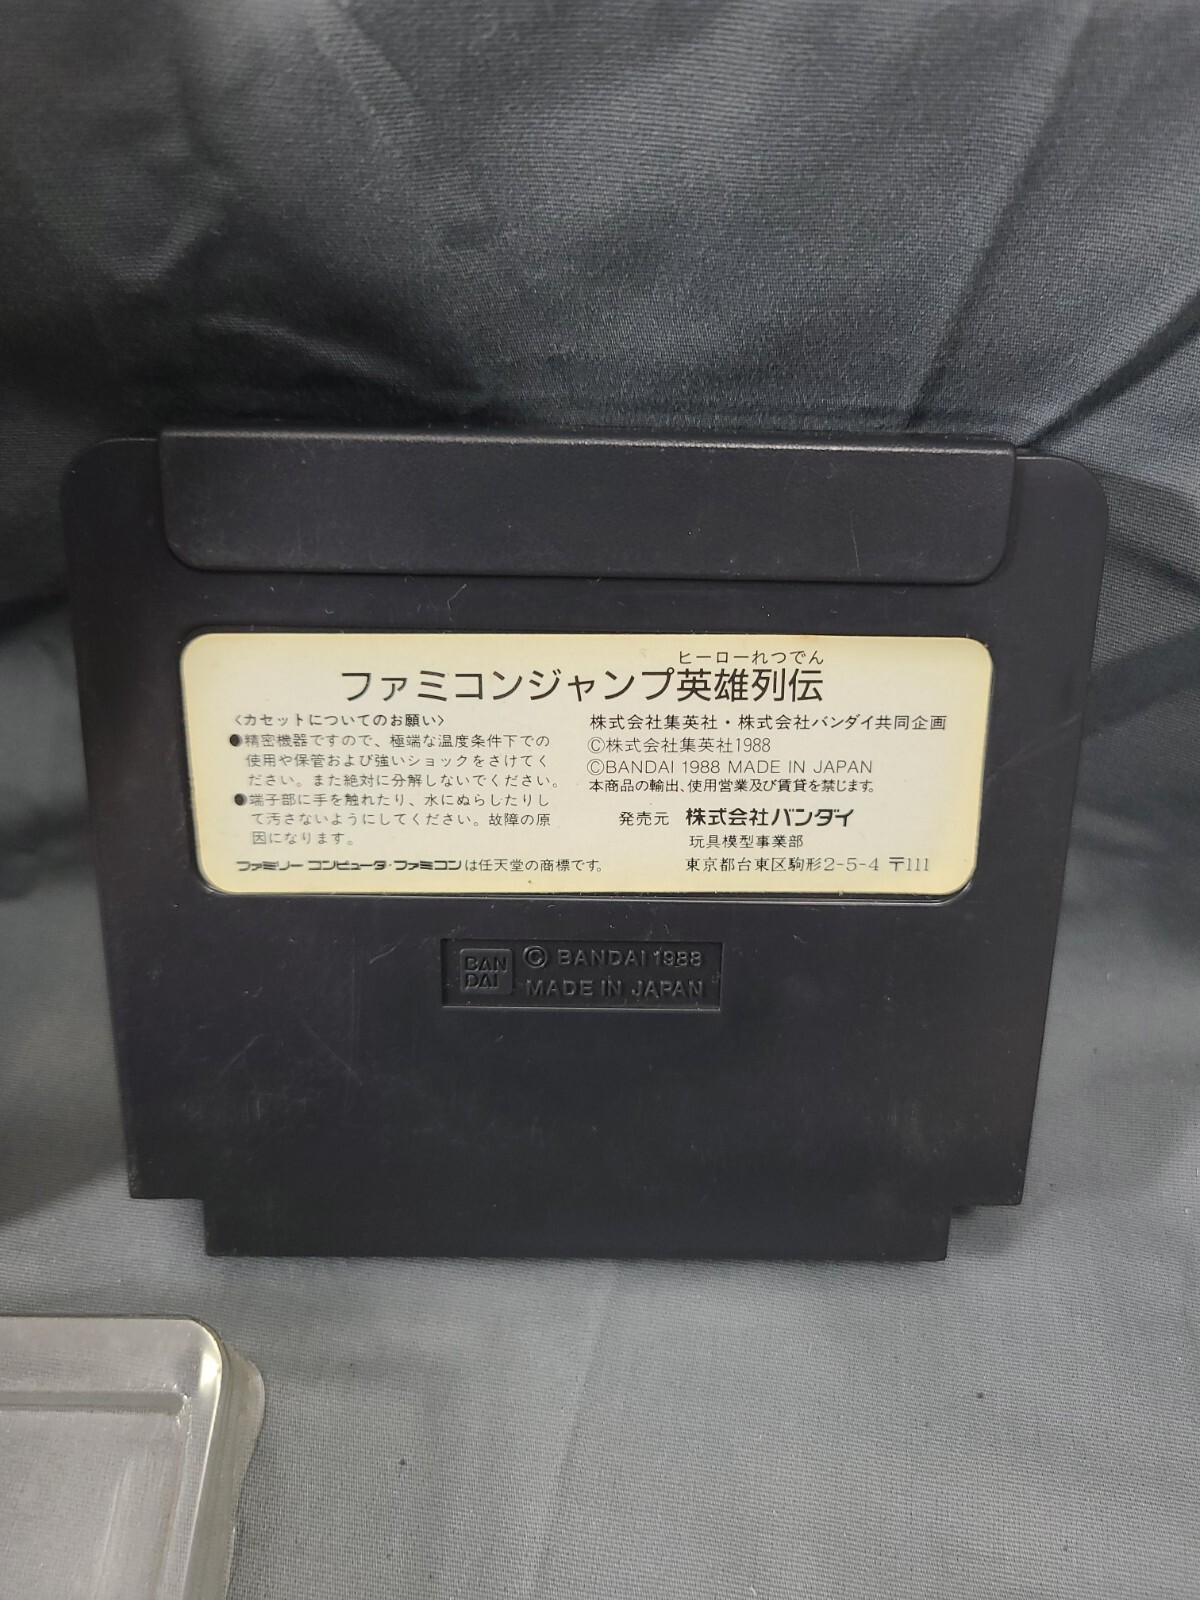 ヒーローれつでん
ファミコンジャンプ英雄列伝
〈カセットについてのお願い〉
●精密機器ですので、極端な温度条件下での
使用や保管および強いショックをさけてく
ださい。また絶対に分解しないでください。
●端子部に手を触れたり、水にぬらしたりし
て汚さないようにしてください。故障の原
因になります。
ファミリーコンピュータ・ファミコンは任天堂の商標です。
株式会社集英社・株式会社バンダイ共同企画
©株式会社集英社1988
©BANDAI 1988 MADE IN JAPAN
本商品の輸出、使用営業及び賃貸を禁じます。
発売元 株式会社バンダイ
玩具模型事業部
東京都台東区駒形2-5-4 〒111
BAN
DAI
© BANDAI 1988
MADE IN JAPAN